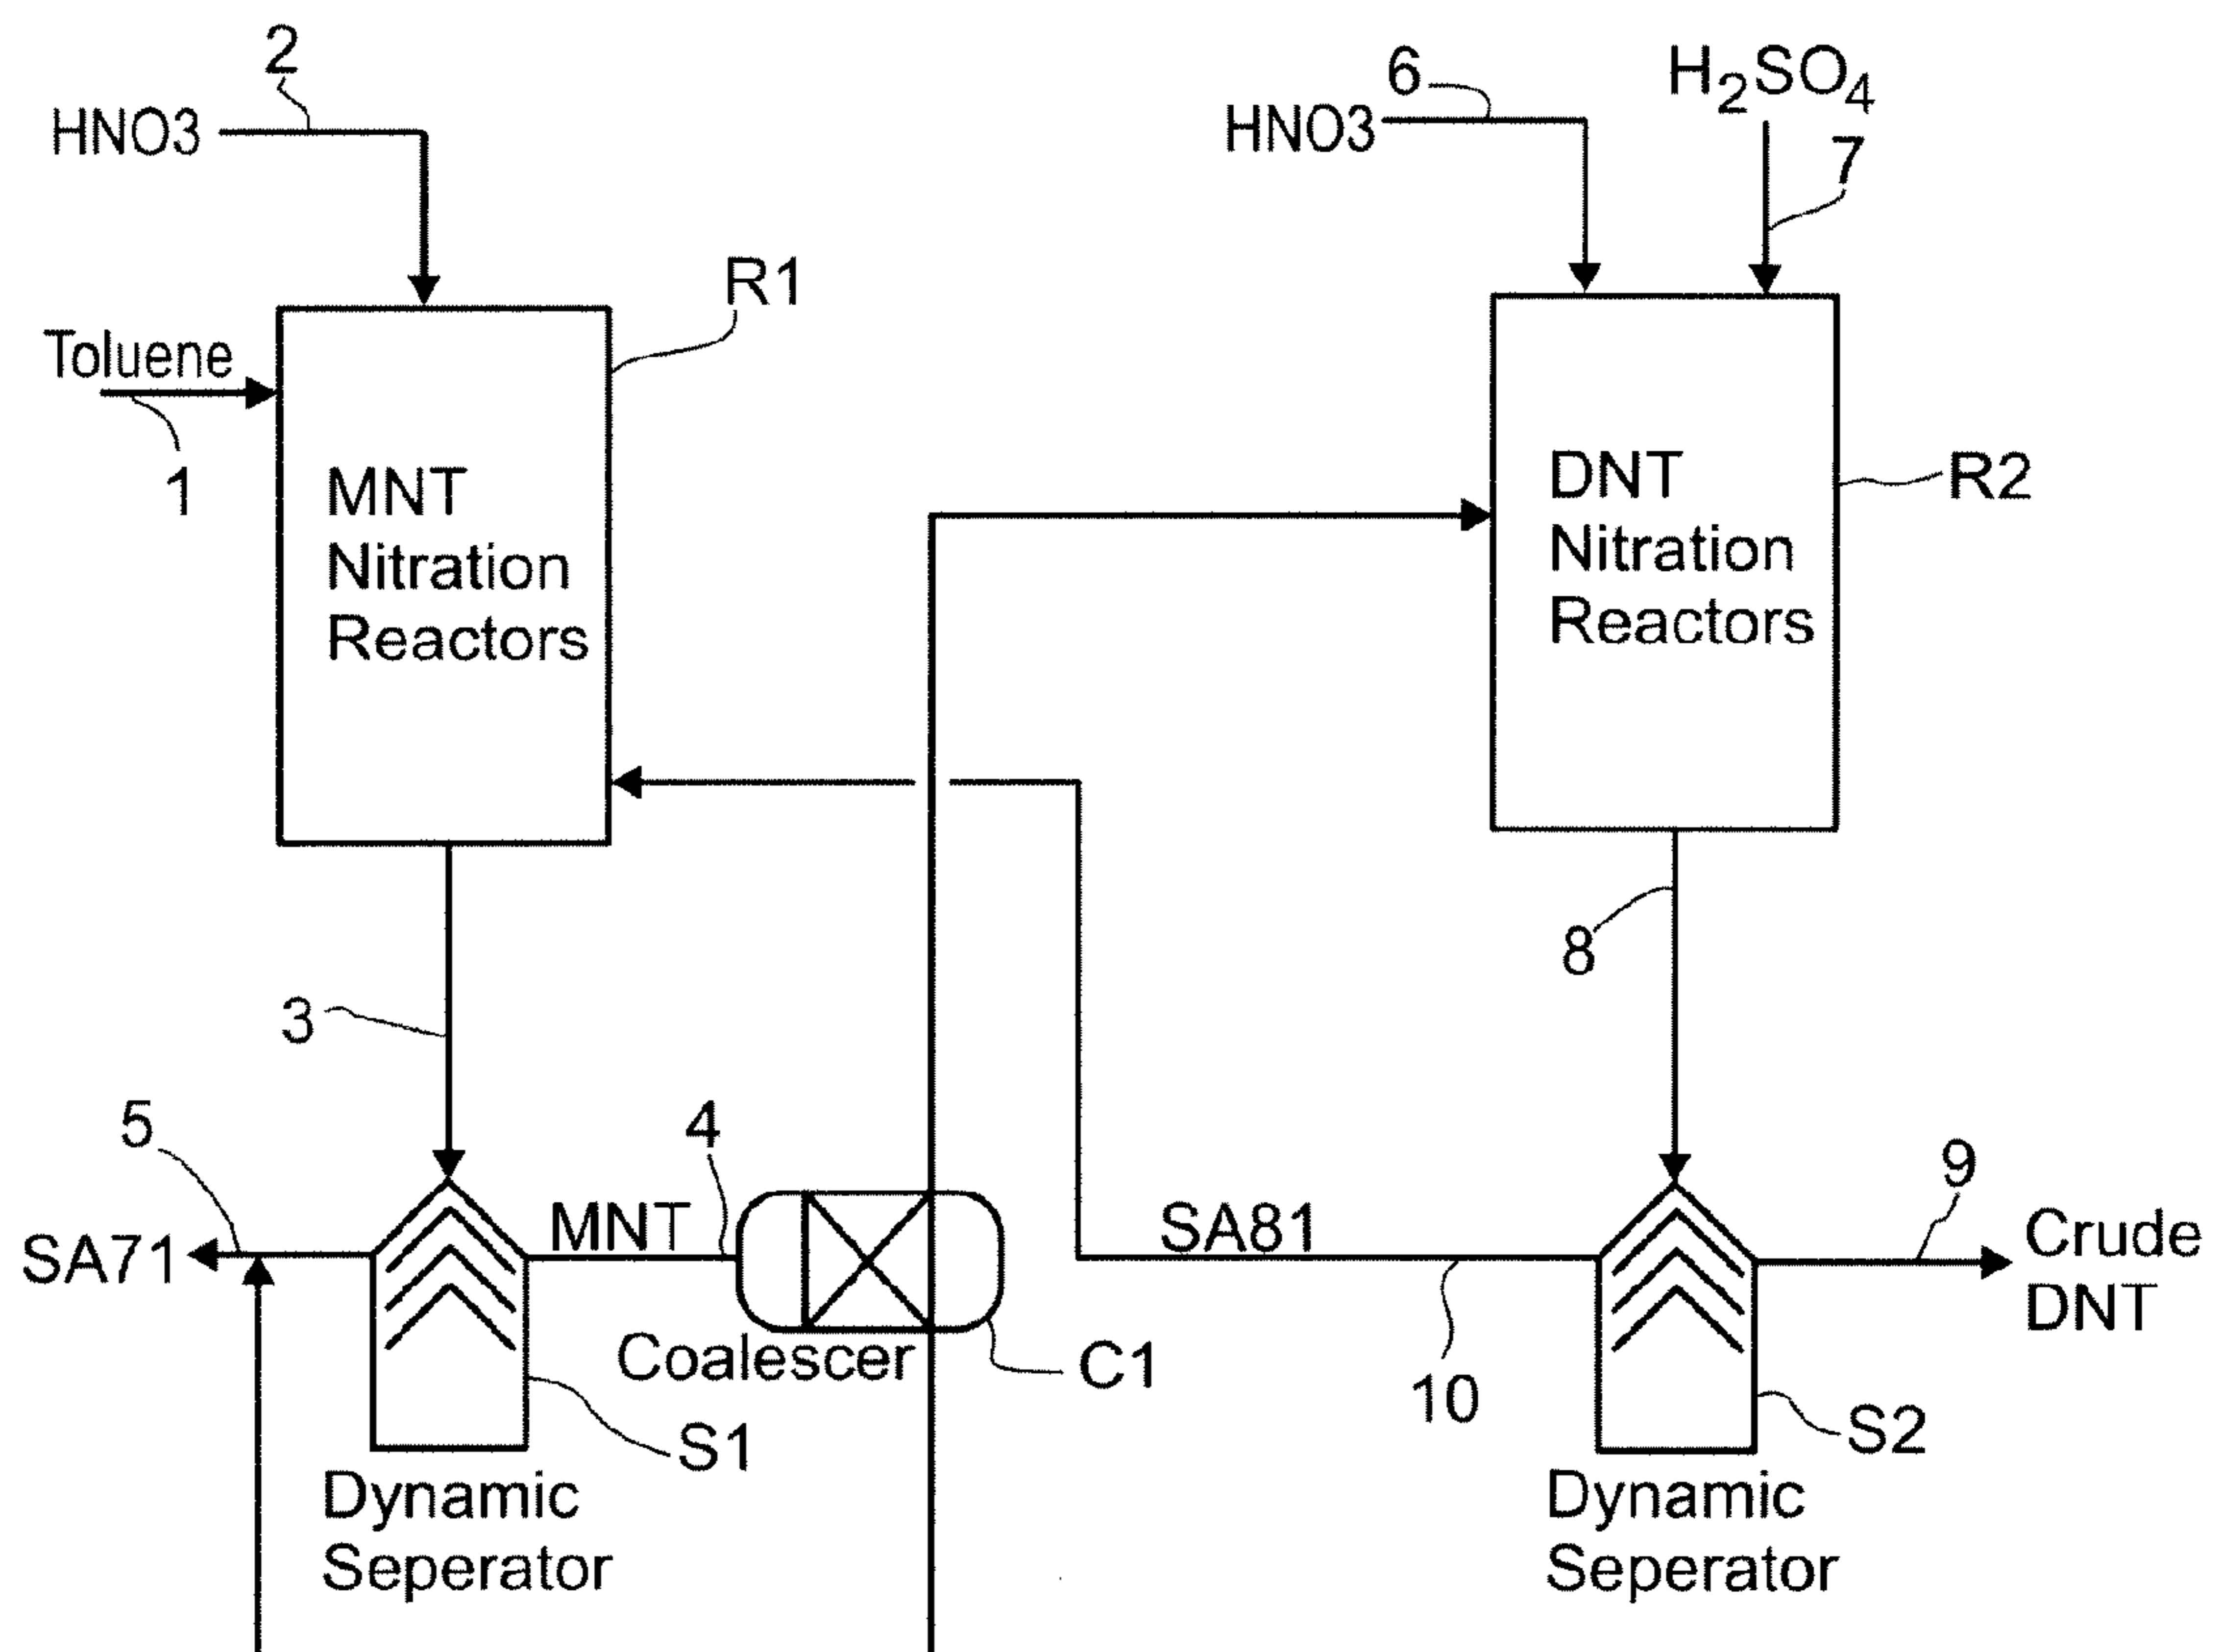 2
HNO3
6
HNO3
H2SO4
7
R1
Toluene
1
MNT
Nitration
Reactors
DNT
Nitration
Reactors
R2
3
8
5
SA71
MNT
4
Coalescer
C1
S1
Dynamic
Seperator
SA81
10
9
Crude
DNT
S2
Dynamic
Seperator